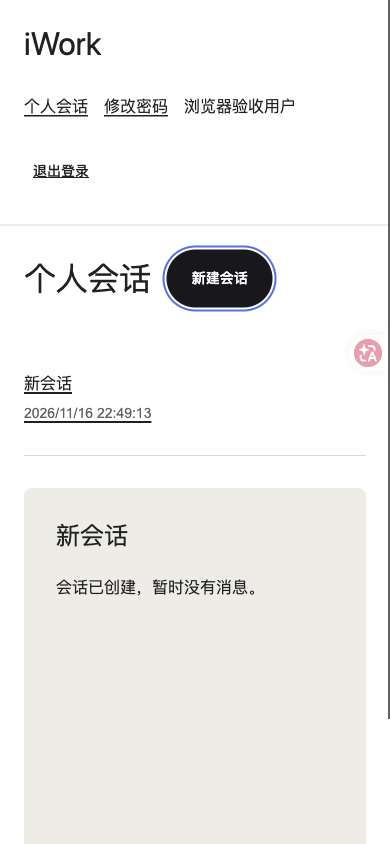 iWork
个人会话 修改密码 浏览器验收用户
退出登录
个人会话 新建会话
新会话
2026/11/16 22:49:13
新会话
会话已创建，暂时没有消息。